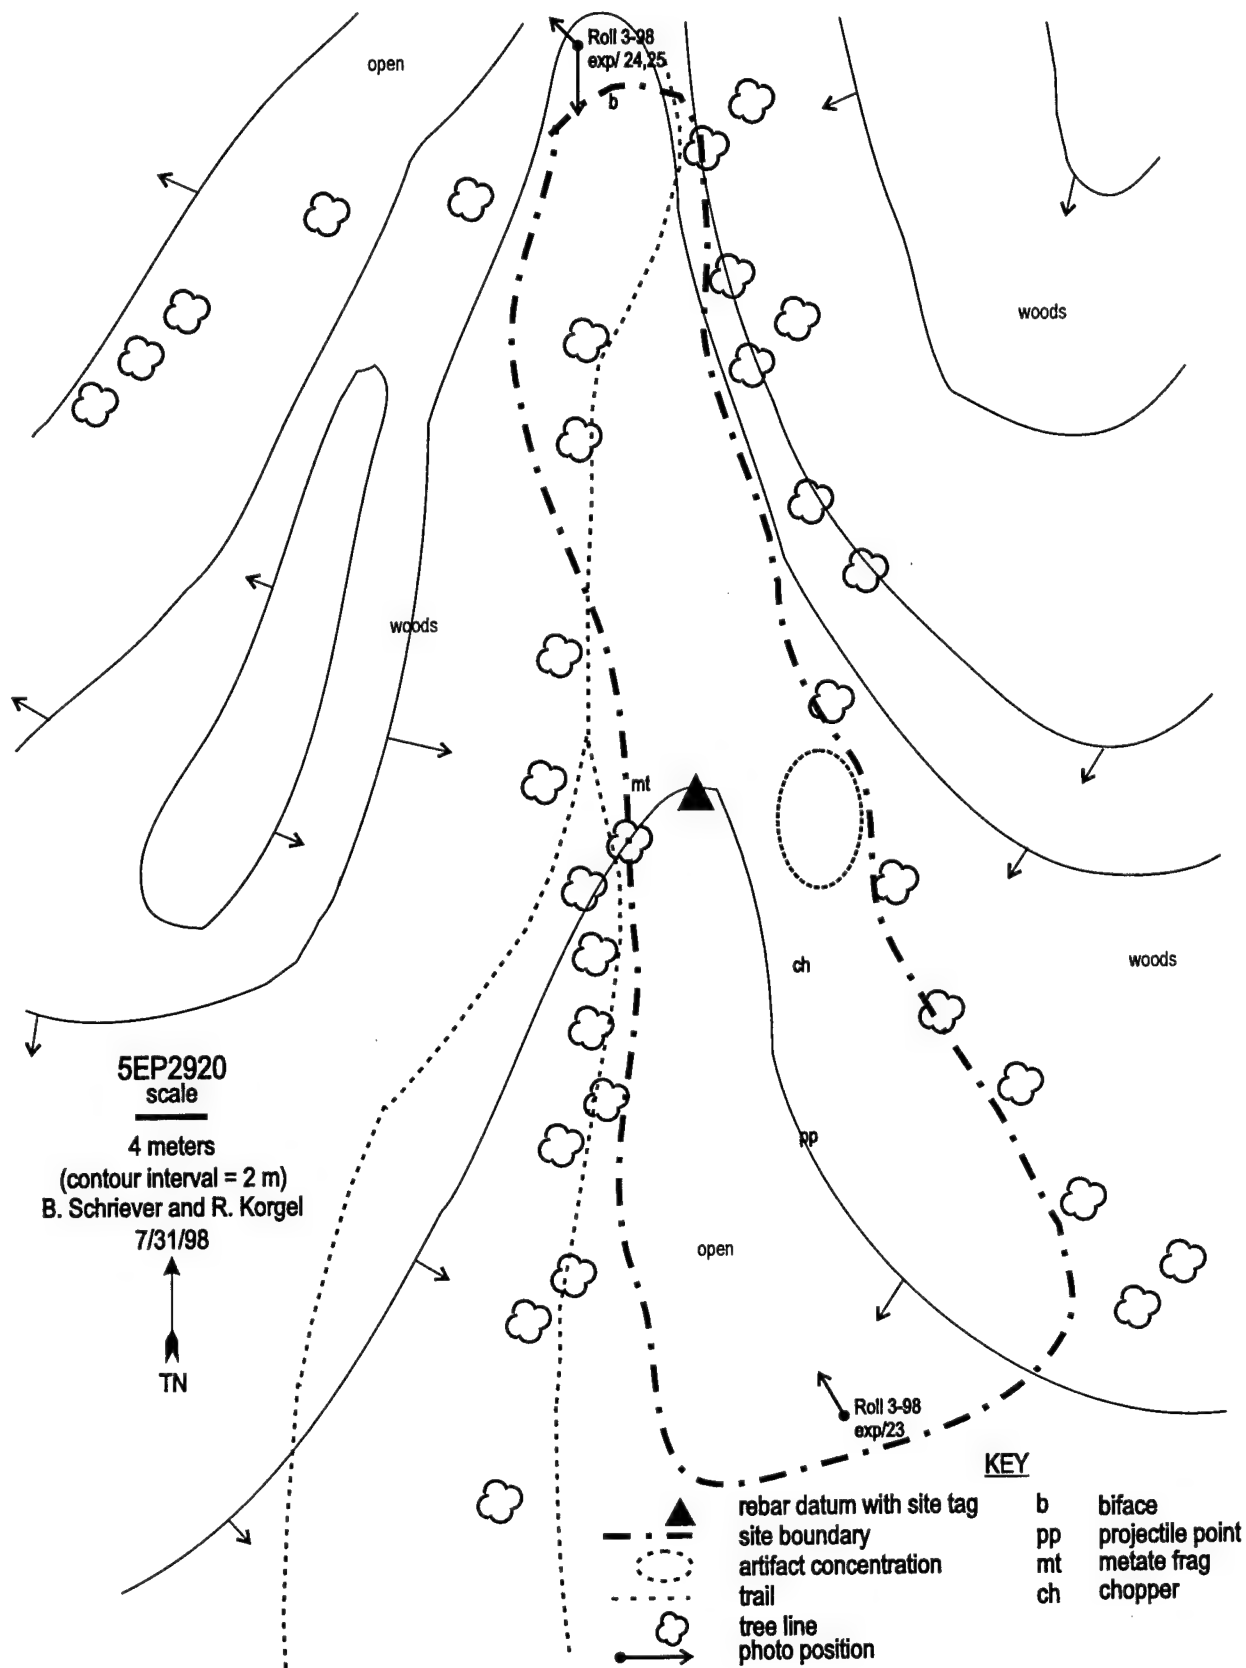 Roll 3-98
exp/ 24,25
open
b
woods
woods
mt
ch
woods
5EP2920
scale
4 meters
(contour interval = 2 m)
B. Schriever and R. Korgel
7/31/98
TN
pp
open
Roll 3-98
exp/23
KEY
rebar datum with site tag
site boundary
artifact concentration
trail
tree line
photo position
b biface
pp projectile point
mt metate frag
ch chopper